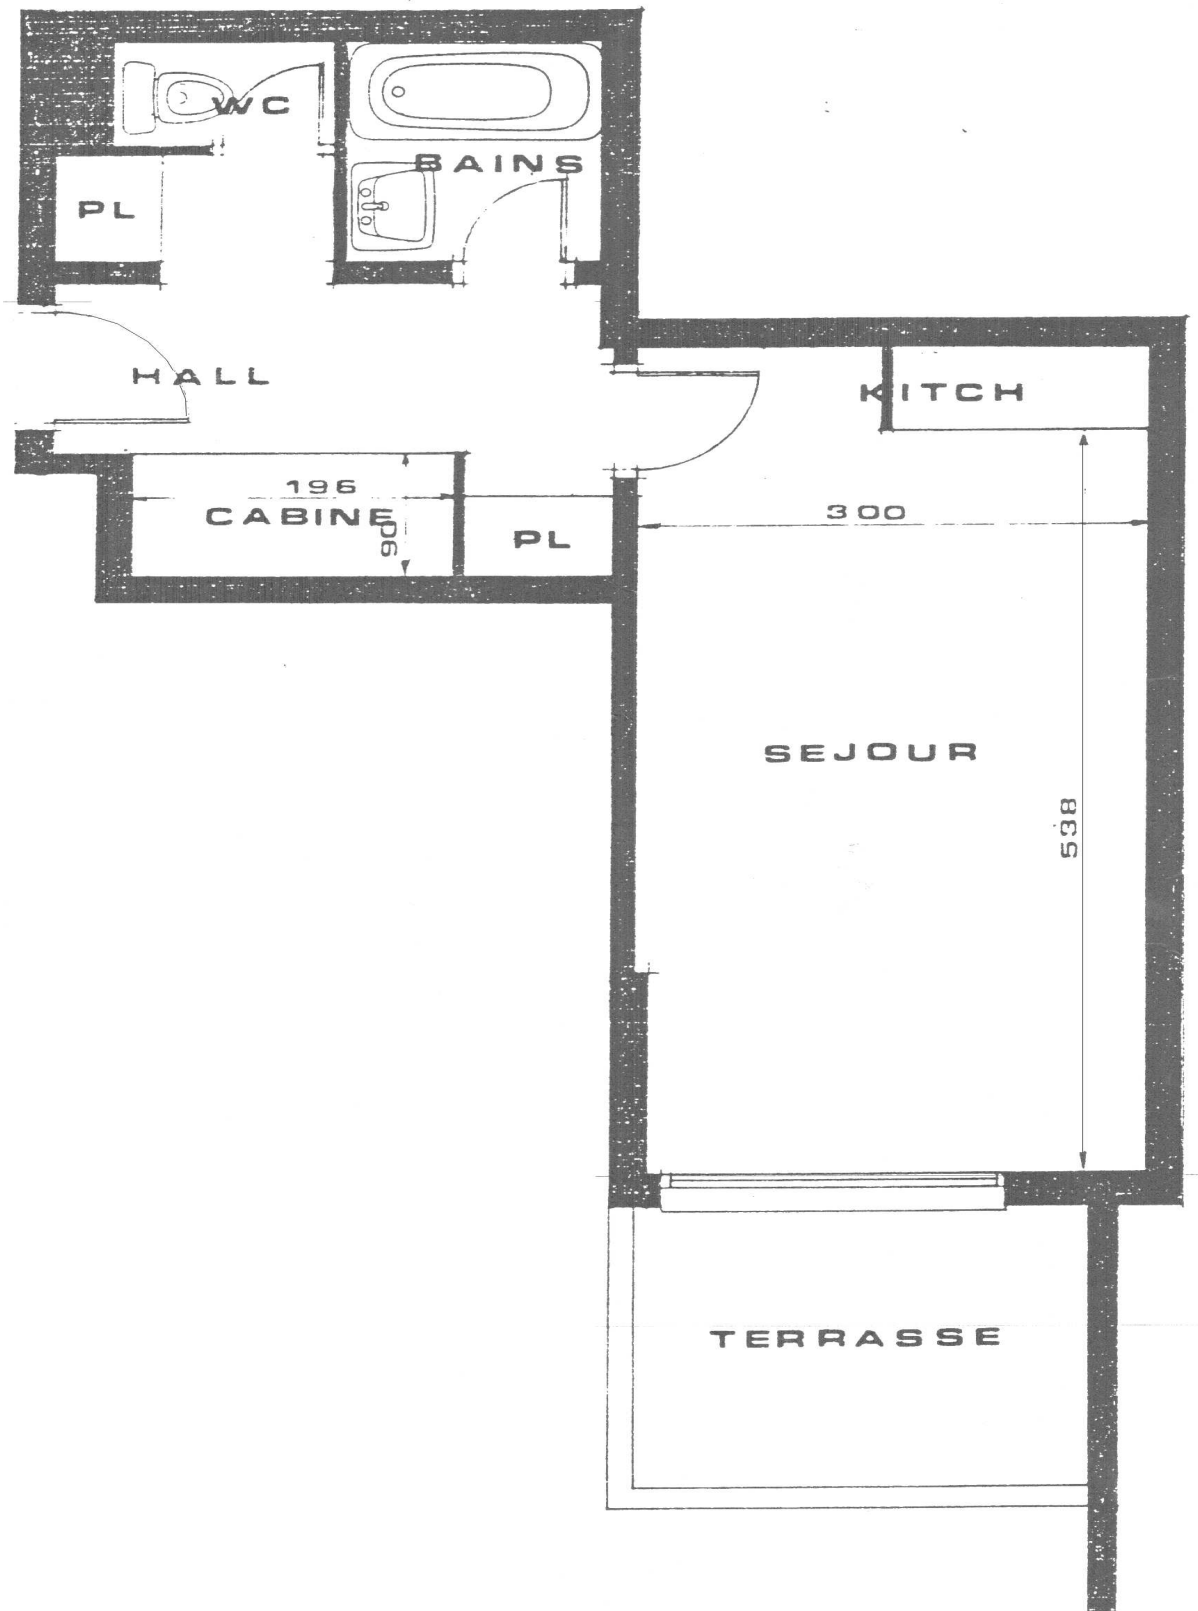 WC
BAINS
PL
HALL
KITCH
196
CABINE
90
PL
300
SEJOUR
538
TERRASSE